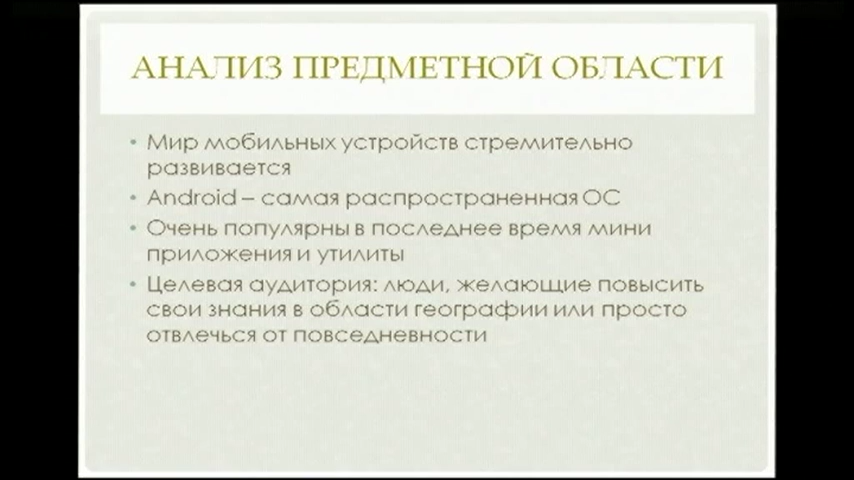 АНАЛИЗ ПРЕДМЕТНОЙ ОБЛАСТИ
• Мир мобильных устройств стремительно
развивается
• Android – самая распространенная ОС
• Очень популярны в последнее время мини
приложения и утилиты
• Целевая аудитория: люди, желающие повысить
свои знания в области географии или просто
отвлечься от повседневности